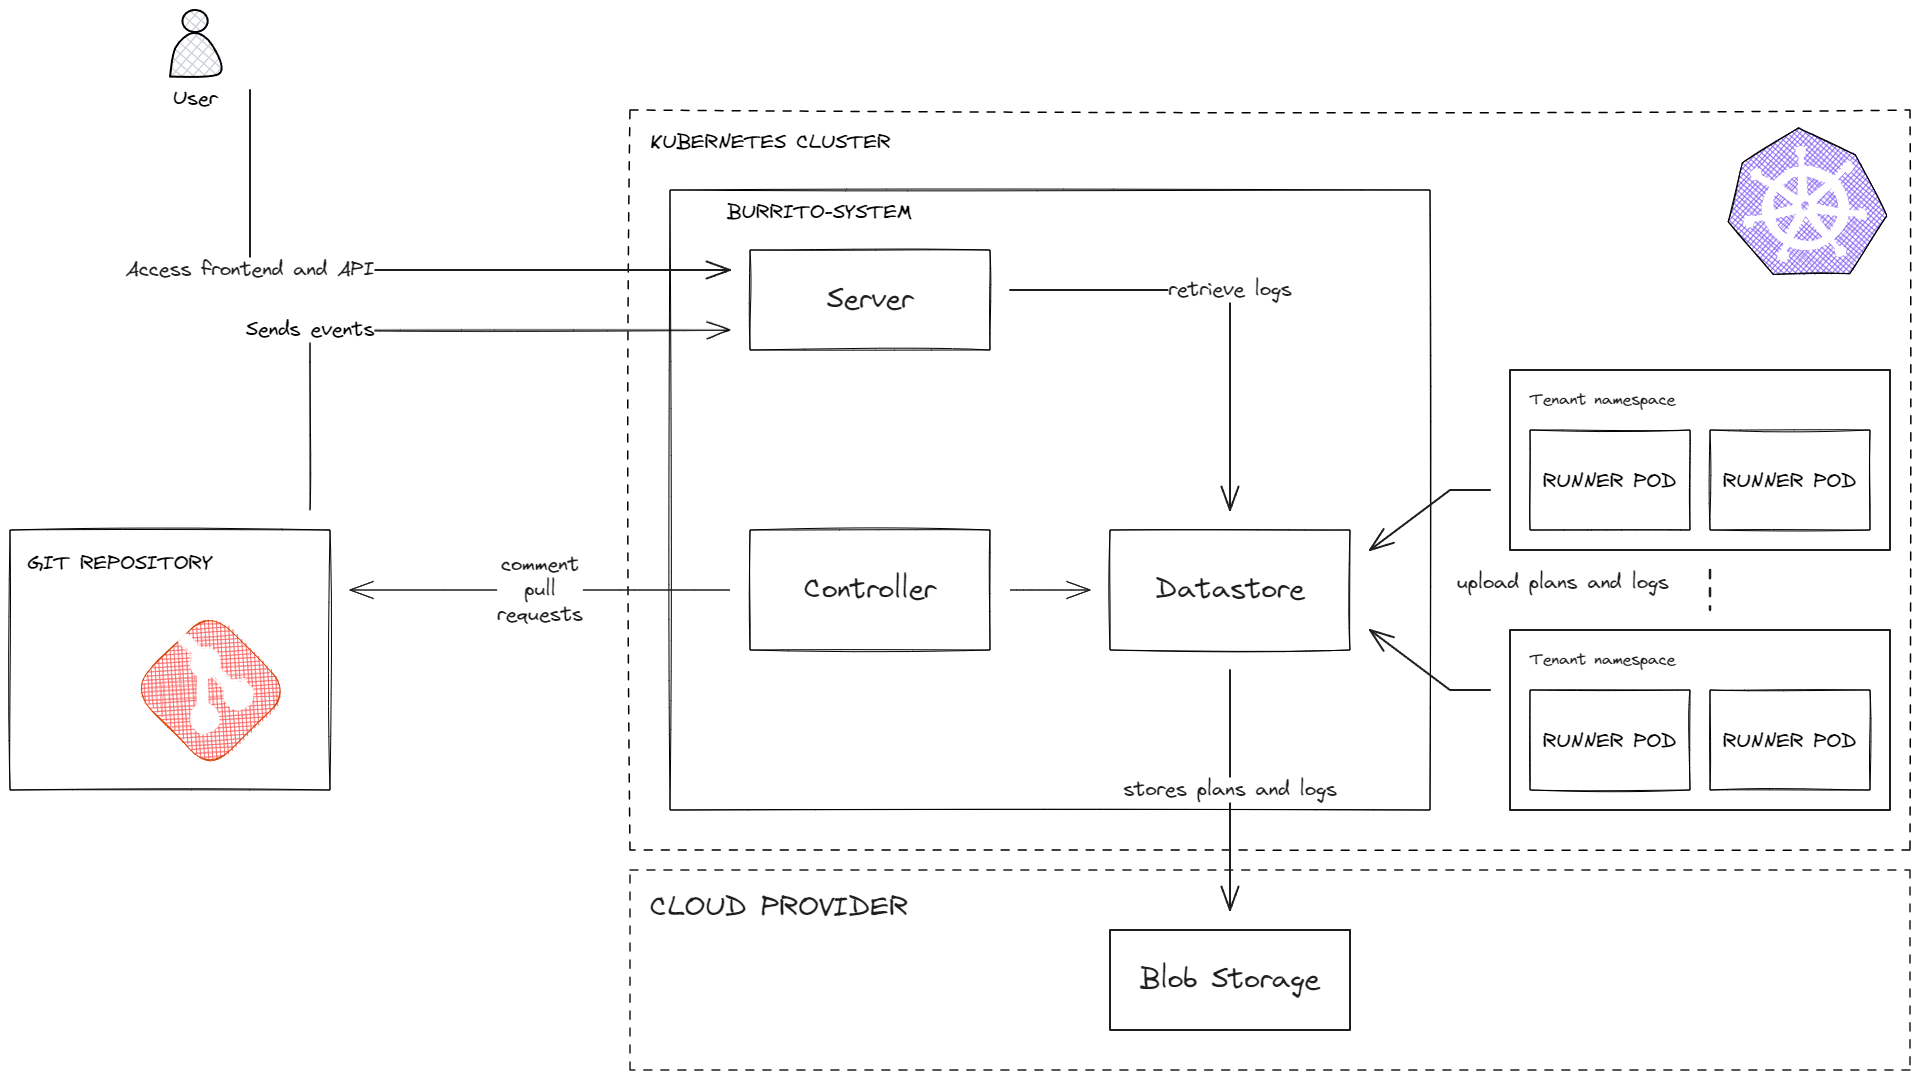 User
KUBERNETES CLUSTER
BURRITO-SYSTEM
Access frontend and API
Server
retrieve logs
Sends events
Tenant namespace
RUNNER POD
RUNNER POD
GIT REPOSITORY
comment
pull
requests
Controller
Datastore
upload plans and logs
Tenant namespace
RUNNER POD
RUNNER POD
stores plans and logs
CLOUD PROVIDER
Blob Storage